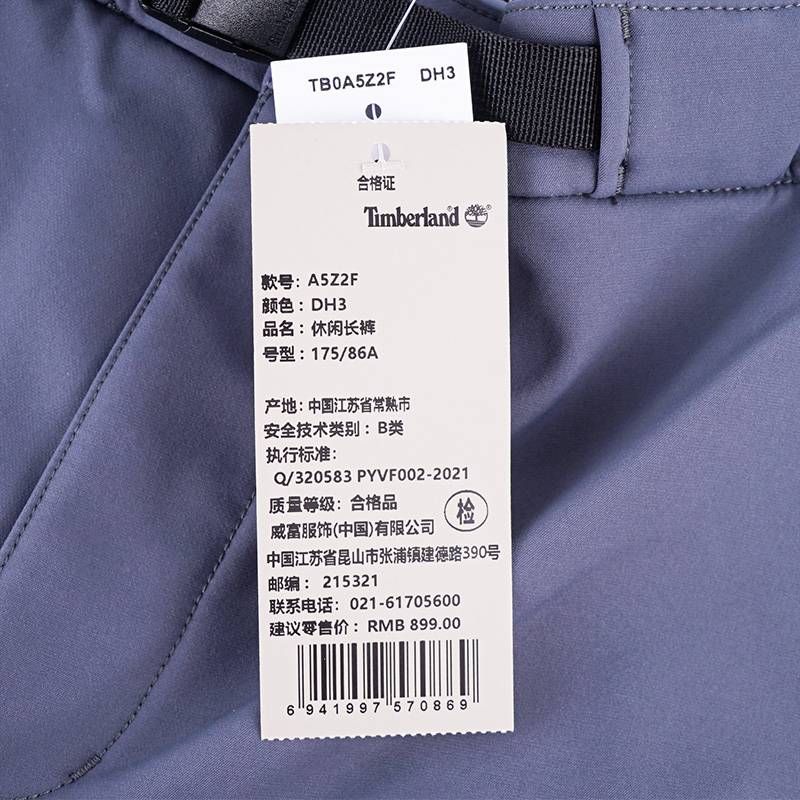 TB0A5Z2F DH3
合格证
Timberland®
款号: A5Z2F
颜色: DH3
品名: 休闲长裤
号型: 175/86A
产地: 中国江苏省常熟市
安全技术类别: B类
执行标准:
Q/320583 PYVF002-2021
质量等级: 合格品
检
威富服饰(中国)有限公司
中国江苏省昆山市张浦镇建德路390号
邮编: 215321
联系电话: 021-61705600
建议零售价: RMB 899.00
6 941997 570869